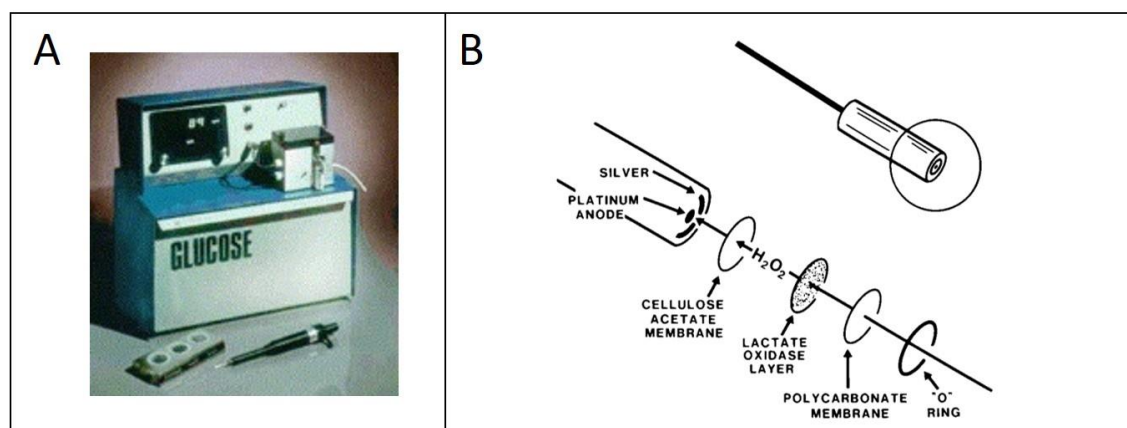 A
GLUCOSE
B
SILVER
PLATINUM
ANODE
H₂O₂
CELLULOSE
ACETATE
MEMBRANE
LACTATE
OXIDASE
LAYER
POLYCARBONATE
MEMBRANE
"O"
RING